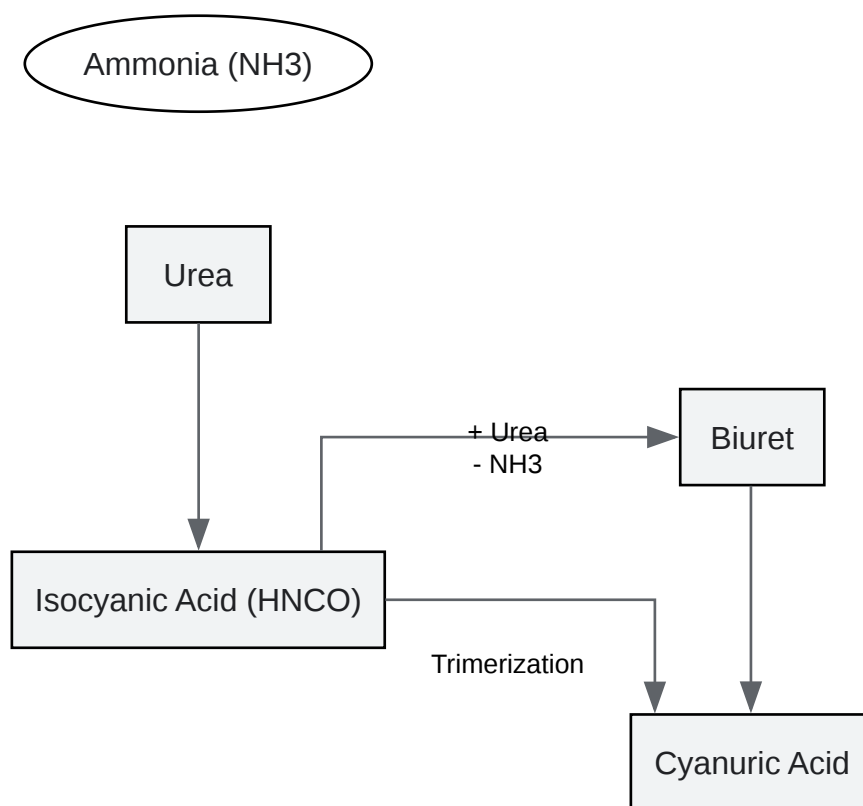 Ammonia (NH3)
Urea
+ Urea
- NH3
Biuret
Isocyanic Acid (HNCO)
Trimerization
Cyanuric Acid